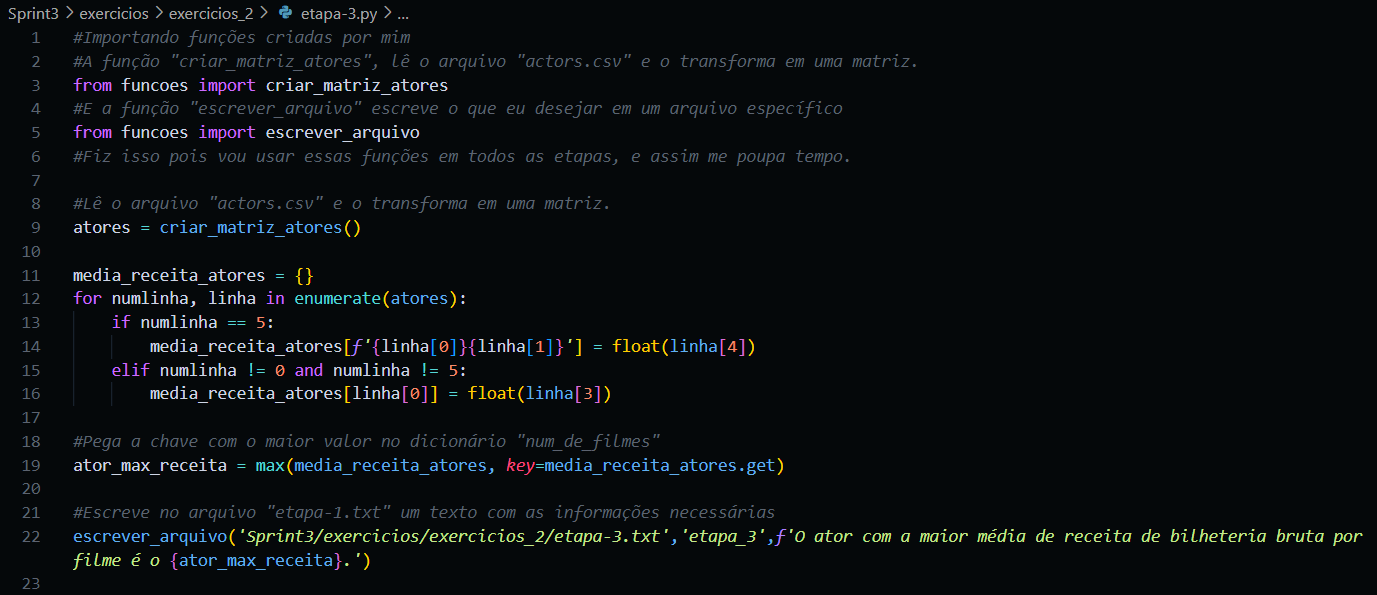 Sprint3 > exercicios > exercicios_2 > etapa-3.py > ...
1 #Importando funções criadas por mim
2 #A função "criar_matriz_atores", lê o arquivo "actors.csv" e o transforma em uma matriz.
3 from funcoes import criar_matriz_atores
4 #E a função "escrever_arquivo" escreve o que eu desejar em um arquivo específico
5 from funcoes import escrever_arquivo
6 #Fiz isso pois vou usar essas funções em todos as etapas, e assim me poupa tempo.
7
8 #Lê o arquivo "actors.csv" e o transforma em uma matriz.
9 atores = criar_matriz_atores()
10
11 media_receita_atores = {}
12 for numlinha, linha in enumerate(atores):
13     if numlinha == 5:
14         media_receita_atores[f'{linha[0]}{linha[1]}'] = float(linha[4])
15     elif numlinha != 0 and numlinha != 5:
16         media_receita_atores[linha[0]] = float(linha[3])
17
18 #Pega a chave com o maior valor no dicionário "num_de_filmes"
19 ator_max_receita = max(media_receita_atores, key=media_receita_atores.get)
20
21 #Escreve no arquivo "etapa-1.txt" um texto com as informações necessárias
22 escrever_arquivo('Sprint3/exercicios/exercicios_2/etapa-3.txt','etapa_3',f'O ator com a maior média de receita de bilheteria bruta por
filme é o {ator_max_receita}.')
23